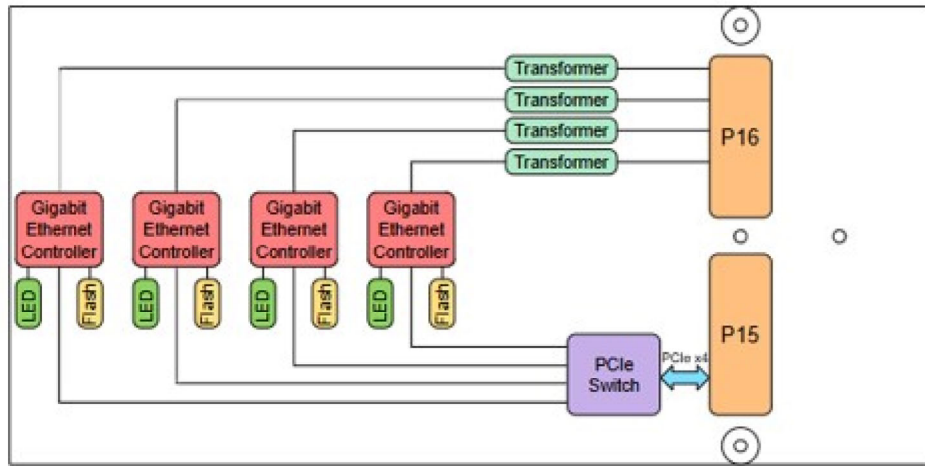 Transformer
Transformer
Transformer
Transformer
P16
Gigabit
Ethernet
Controller
Gigabit
Ethernet
Controller
Gigabit
Ethernet
Controller
Gigabit
Ethernet
Controller
LED
Flash
LED
Flash
LED
Flash
LED
Flash
PCIe
Switch
PCIe x4
P15